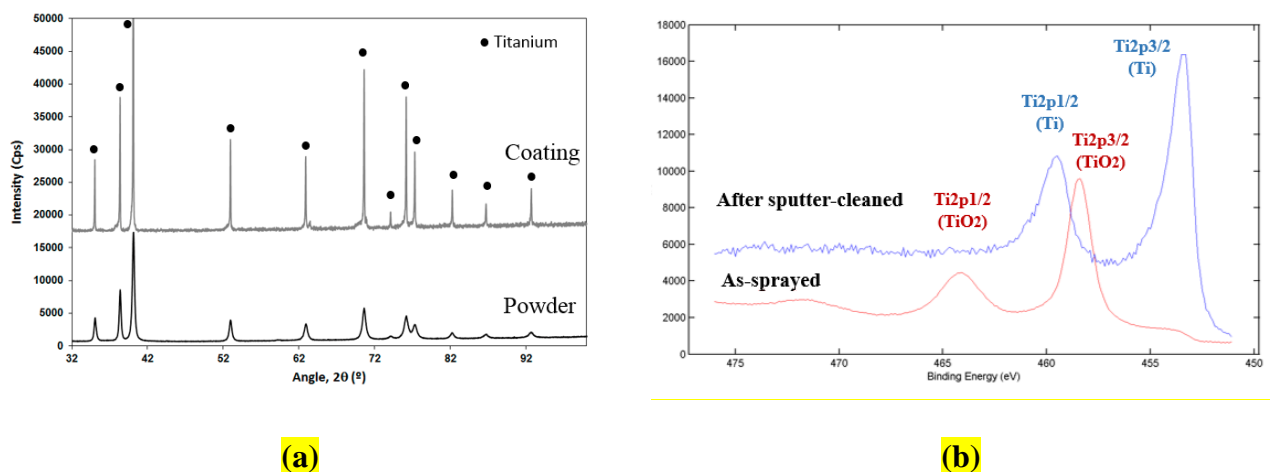 50000
45000
40000
35000
30000
25000
20000
15000
10000
5000
0
Intensity (Cps)
Titanium
Coating
Powder
32 42 52 62 72 82 92
Angle, 2θ (º)
(a)
18000
16000
14000
12000
10000
8000
6000
4000
2000
0
Ti2p3/2
(Ti)
Ti2p1/2
(Ti)
Ti2p3/2
(TiO2)
After sputter-cleaned
Ti2p1/2
(TiO2)
As-sprayed
475 470 465 460 455 450
Binding Energy (eV)
(b)